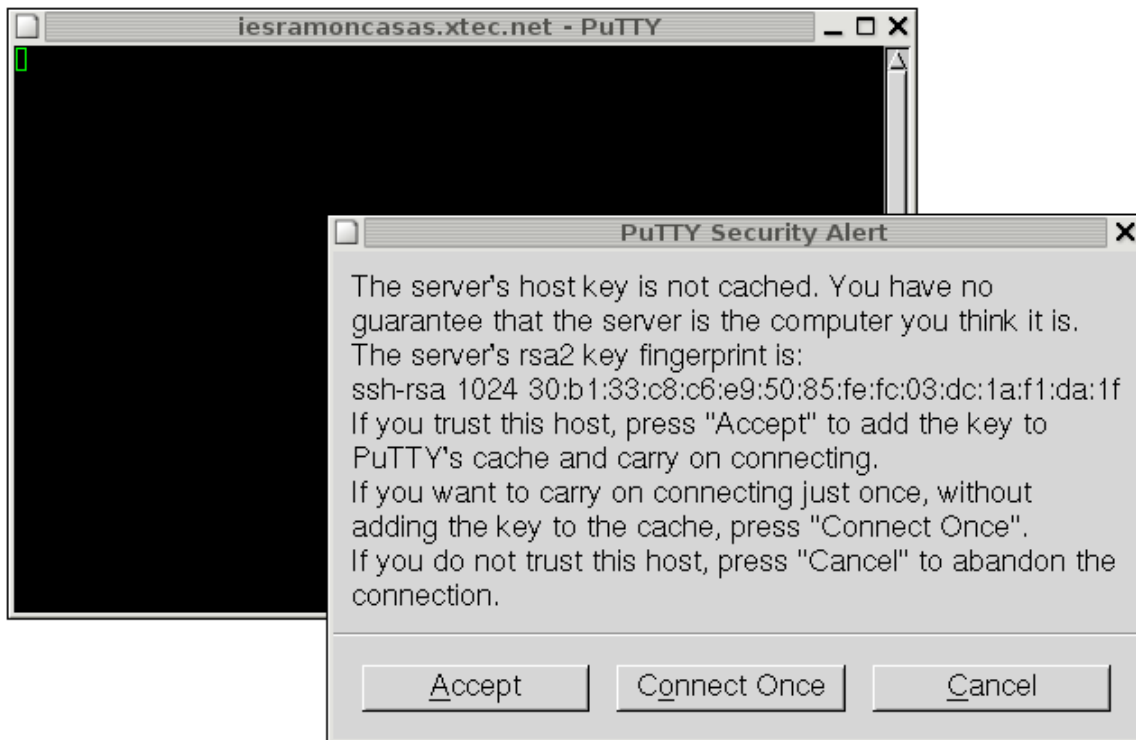 iesramoncasas.xtec.net - PuTTY
PuTTY Security Alert
The server's host key is not cached. You have no
guarantee that the server is the computer you think it is.
The server's rsa2 key fingerprint is:
ssh-rsa 1024 30:b1:33:c8:c6:e9:50:85:fe:fc:03:dc:1a:f1:da:1f
If you trust this host, press "Accept" to add the key to
PuTTY's cache and carry on connecting.
If you want to carry on connecting just once, without
adding the key to the cache, press "Connect Once".
If you do not trust this host, press "Cancel" to abandon the
connection.
Accept Connect Once Cancel